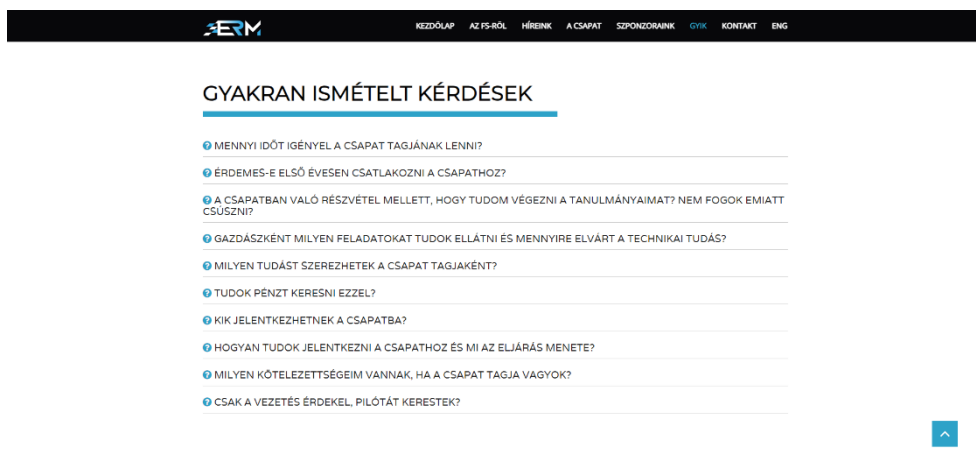 ERM
KEZDŐLAP AZ FS-RŐL HÍREINK A CSAPAT SZPONZORAINK GYIK KONTAKT ENG
GYAKRAN ISMÉTELT KÉRDÉSEK
MENNYI IDŐT IGÉNYEL A CSAPAT TAGJÁNAK LENNI?
ÉRDEMES-E ELSŐ ÉVESEN CSATLAKOZNI A CSAPATHOZ?
A CSAPATBAN VALÓ RÉSZVÉTEL MELLETT, HOGY TUDOM VÉGEZNI A TANULMÁNYAIMAT? NEM FOGOK EMIATT
CSÚSZNI?
GAZDÁSZKÉNT MILYEN FELADATOKAT TUDOK ELLÁTNI ÉS MENNYIRE ELVÁRT A TECHNIKAI TUDÁS?
MILYEN TUDÁST SZEREZHETEK A CSAPAT TAGJAKÉNT?
TUDOK PÉNZT KERESNI EZZEL?
KIK JELENTKEZHETNEK A CSAPATBA?
HOGYAN TUDOK JELENTKEZNI A CSAPATHOZ ÉS MI AZ ELJÁRÁS MENETE?
MILYEN KÖTELEZETTSÉGEIM VANNAK, HA A CSAPAT TAGJA VAGYOK?
CSAK A VEZETÉS ÉRDEKEL, PILÓTÁT KERESTEK?